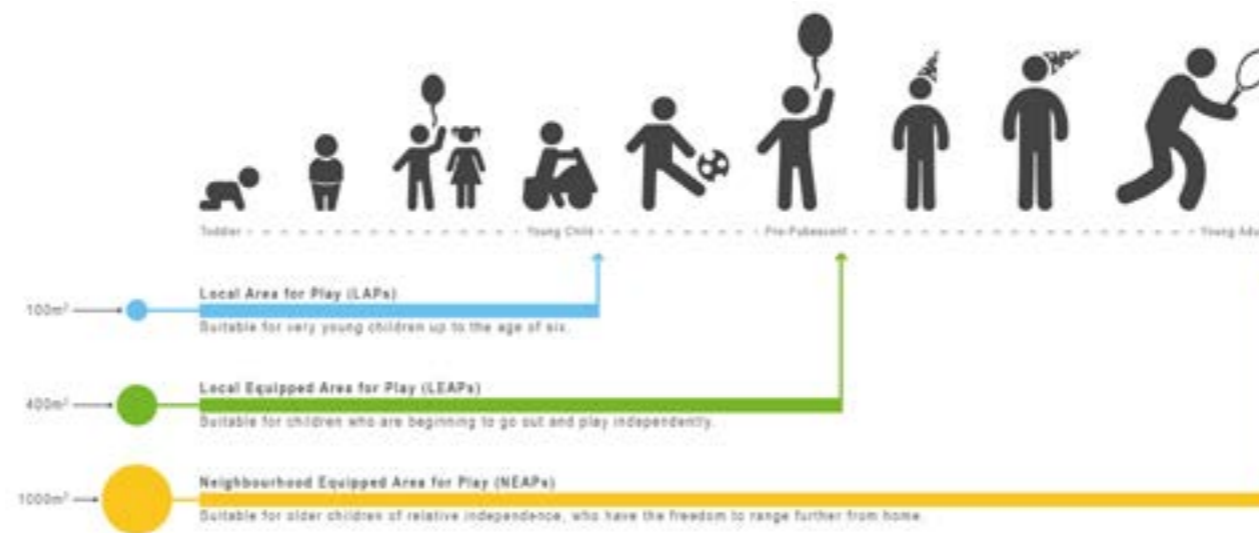 Toddler Young Child Pre-Pubescent Young Adu
Local Area for Play (LAPs)
100m²
Suitable for very young children up to the age of six.
Local Equipped Area for Play (LEAPs)
400m²
Suitable for children who are beginning to go out and play independently.
Neighbourhood Equipped Area for Play (NEAPs)
1000m²
Suitable for older children of relative independence, who have the freedom to range further from home.